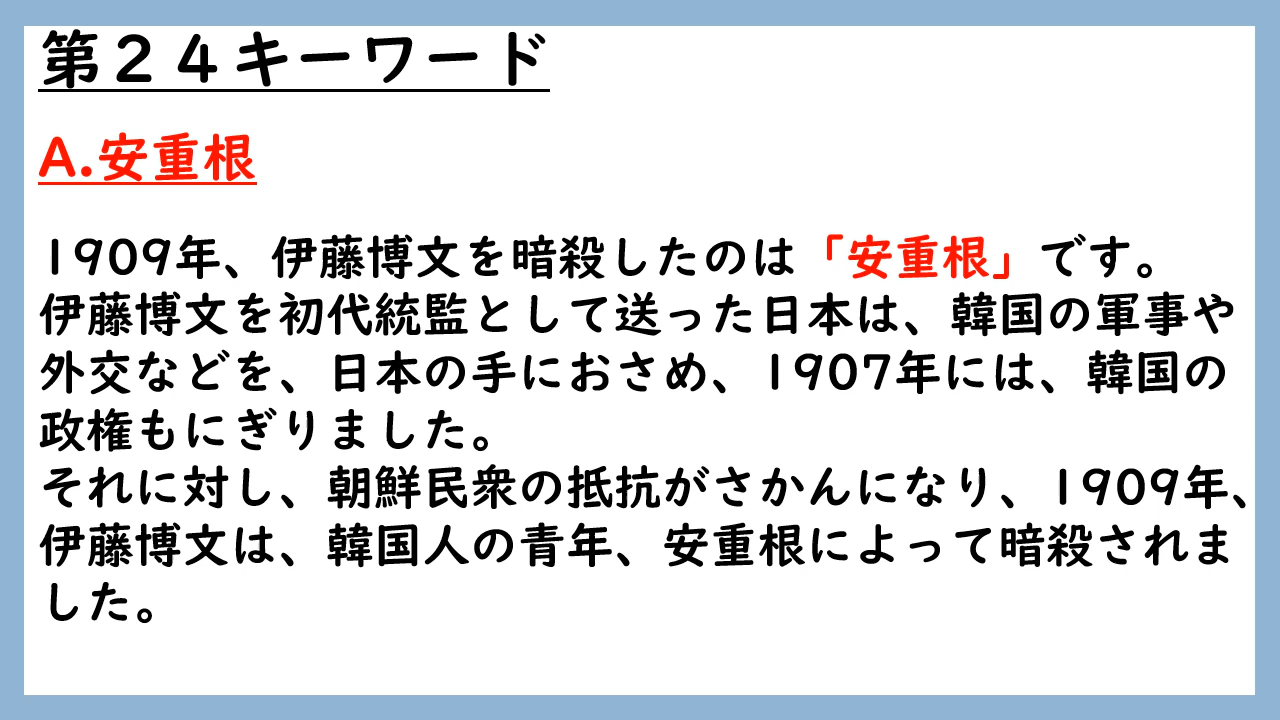 第２４キーワード
A.安重根
1909年、伊藤博文を暗殺したのは「安重根」です。
伊藤博文を初代統監として送った日本は、韓国の軍事や
外交などを、日本の手におさめ、1907年には、韓国の
政権もにぎりました。
それに対し、朝鮮民衆の抵抗がさかんになり、1909年、
伊藤博文は、韓国人の青年、安重根によって暗殺されま
した。